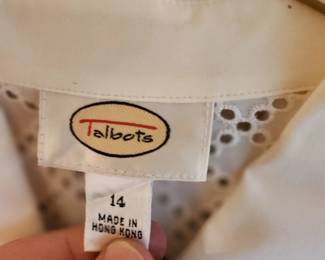 Talbots
14
MADE IN
HONG KONG